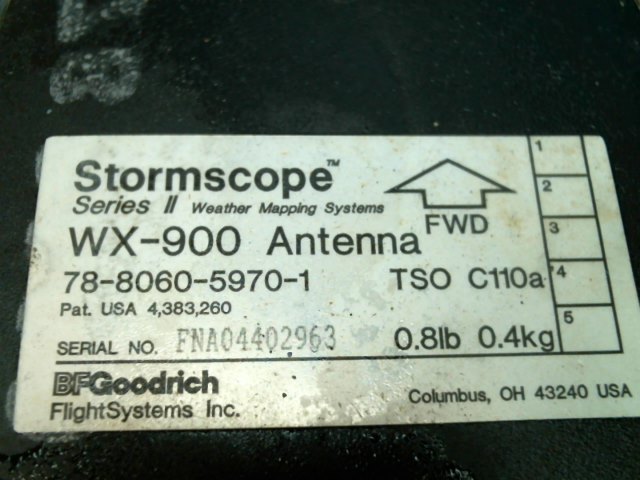 Stormscope™
Series II Weather Mapping Systems
FWD
WX-900 Antenna
78-8060-5970-1 TSO C110a
Pat. USA 4,383,260
SERIAL NO. FNA04402963 0.8lb 0.4kg
1
2
3
4
5
BFGoodrich
FlightSystems Inc.
Columbus, OH 43240 USA